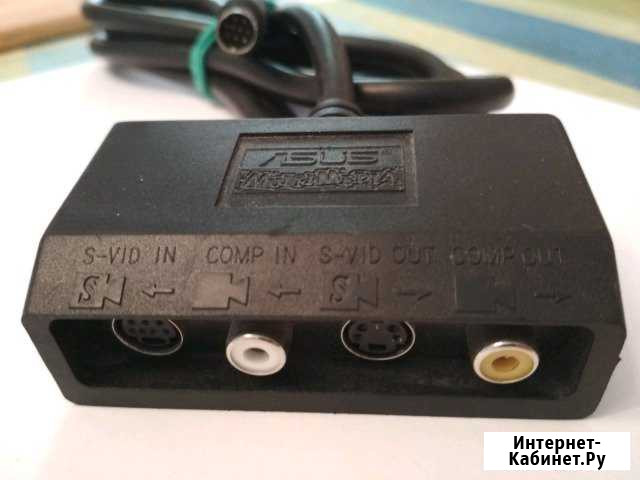 ASUS
S-VID IN COMP IN S-VID OUT COMP OUT
Интернет-
Кабинет.Ру